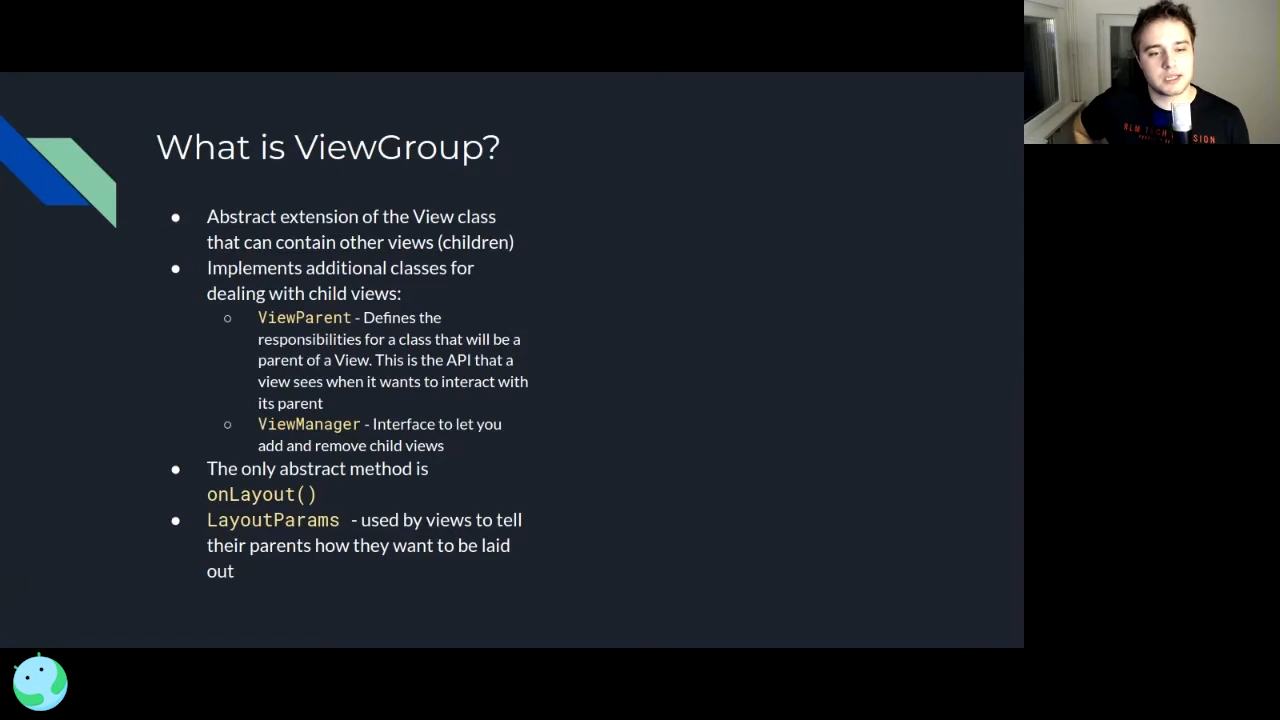 What is ViewGroup?
● Abstract extension of the View class
that can contain other views (children)
● Implements additional classes for
dealing with child views:
○ ViewParent - Defines the
responsibilities for a class that will be a
parent of a View. This is the API that a
view sees when it wants to interact with
its parent
○ ViewManager - Interface to let you
add and remove child views
● The only abstract method is
onLayout()
● LayoutParams - used by views to tell
their parents how they want to be laid
out